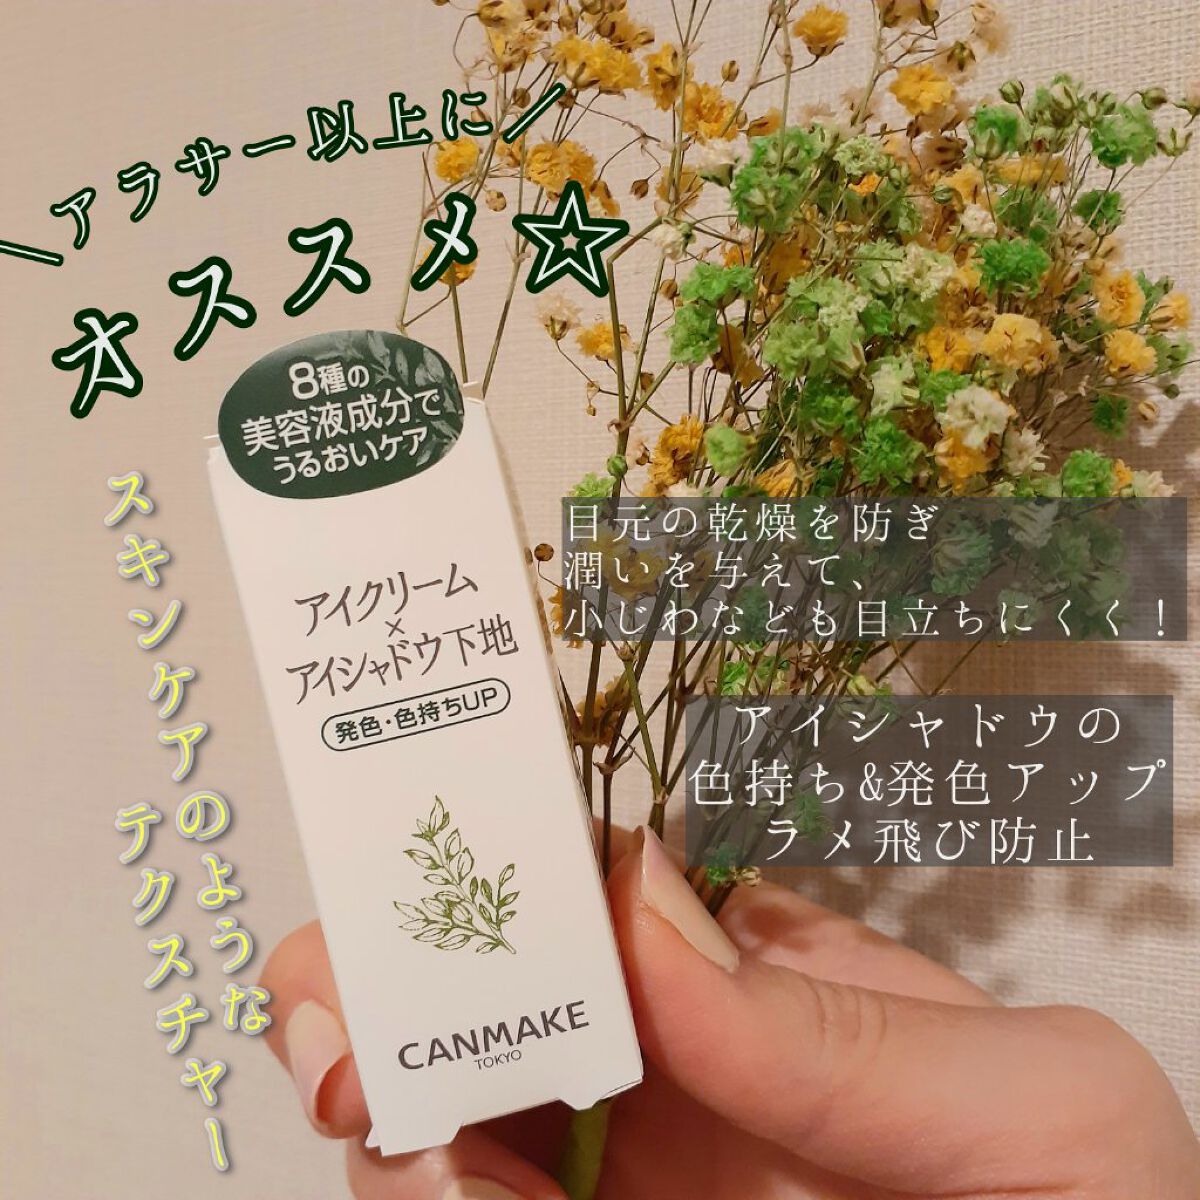 ＼アラサー以上に／
オススメ☆
8種の
美容液成分で
うるおいケア
アイクリーム
×
アイシャドウ下地
発色・色持ちUP
CANMAKE
TOKYO
スキンケアのような
テクスチャー
目元の乾燥を防ぎ
潤いを与えて、
小じわなども目立ちにくく！
アイシャドウの
色持ち&発色アップ
ラメ飛び防止